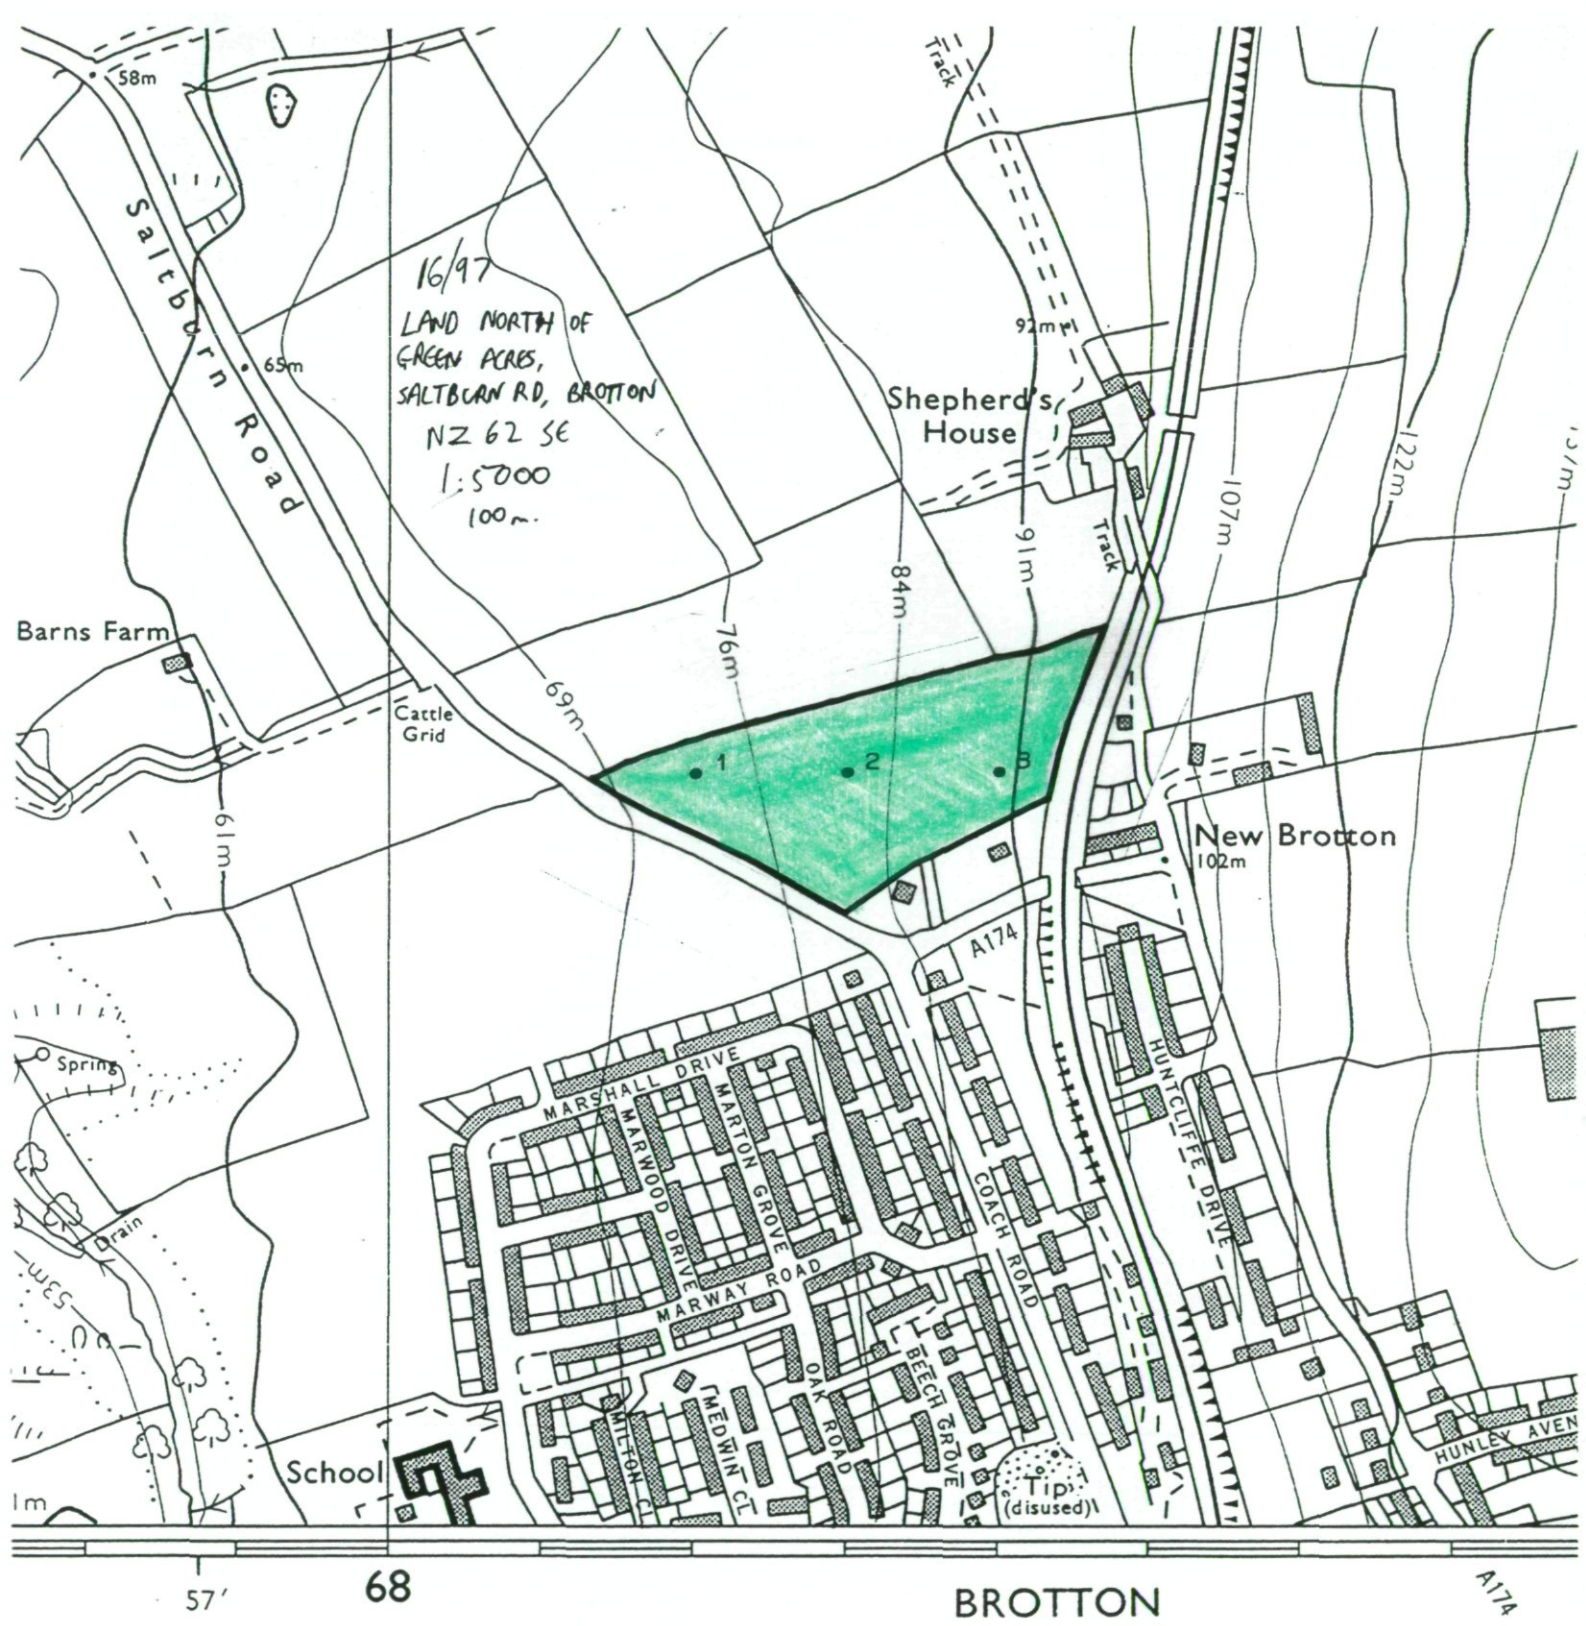 58m
Track
Saltburn Road
16/97
LAND NORTH OF
GREEN ACRES,
SALTBURN RD, BROTTON
NZ 62 SE
1:5000
100m.
65m
92m
Shepherd's
House
122m
107m
Track
91m
84m
76m
69m
Barns Farm
Cattle
Grid
61m
1
2
3
New Brotton
102m
A174
Spring
MARSHALL DRIVE
MARWOOD DRIVE
MARTON GROVE
HUNTCLIFFE DRIVE
COACH ROAD
Drain
53m
MARWAY ROAD
OAK ROAD
BEECH GROVE
MILTON CL
MEDWIN CL
HUNLEY AVEN
School
Tip
(disused)
1m
57'
68
BROTTON
A174